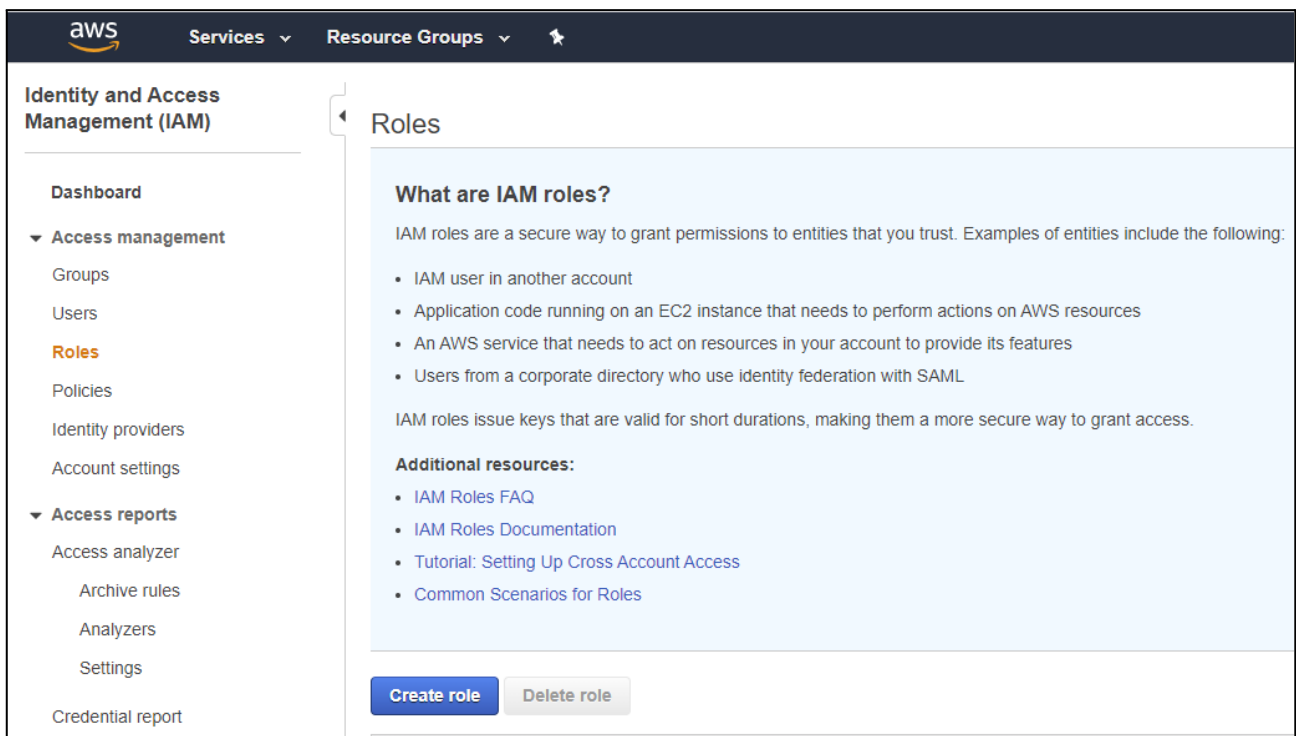 aws Services Resource Groups
Identity and Access
Management (IAM)
Dashboard
Access management
Groups
Users
Roles
Policies
Identity providers
Account settings
Access reports
Access analyzer
Archive rules
Analyzers
Settings
Credential report
Roles
What are IAM roles?
IAM roles are a secure way to grant permissions to entities that you trust. Examples of entities include the following:
• IAM user in another account
• Application code running on an EC2 instance that needs to perform actions on AWS resources
• An AWS service that needs to act on resources in your account to provide its features
• Users from a corporate directory who use identity federation with SAML
IAM roles issue keys that are valid for short durations, making them a more secure way to grant access.
Additional resources:
• IAM Roles FAQ
• IAM Roles Documentation
• Tutorial: Setting Up Cross Account Access
• Common Scenarios for Roles
Create role Delete role